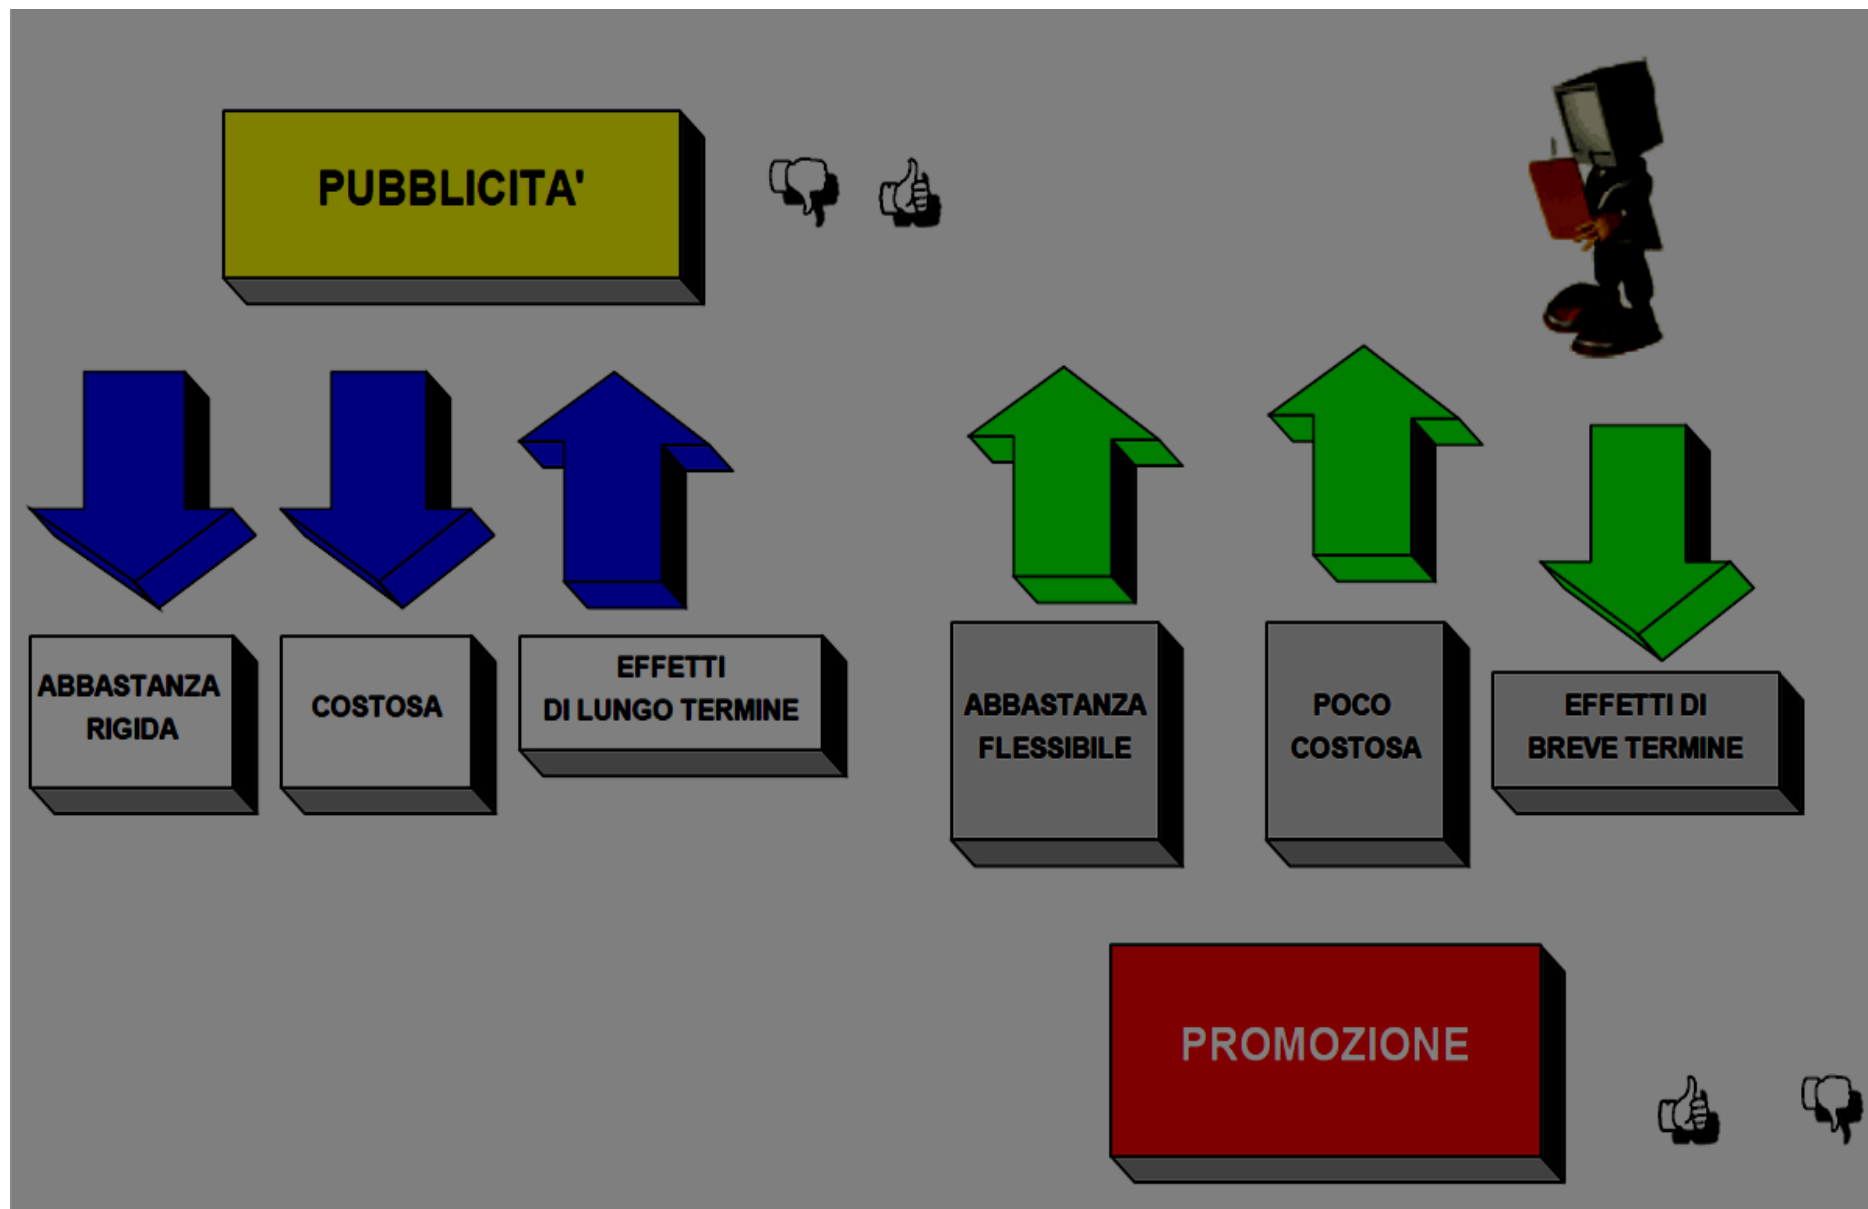 PUBBLICITA'
ABBASTANZA
RIGIDA
COSTOSA
EFFETTI
DI LUNGO TERMINE
ABBASTANZA
FLESSIBILE
POCO
COSTOSA
EFFETTI DI
BREVE TERMINE
PROMOZIONE